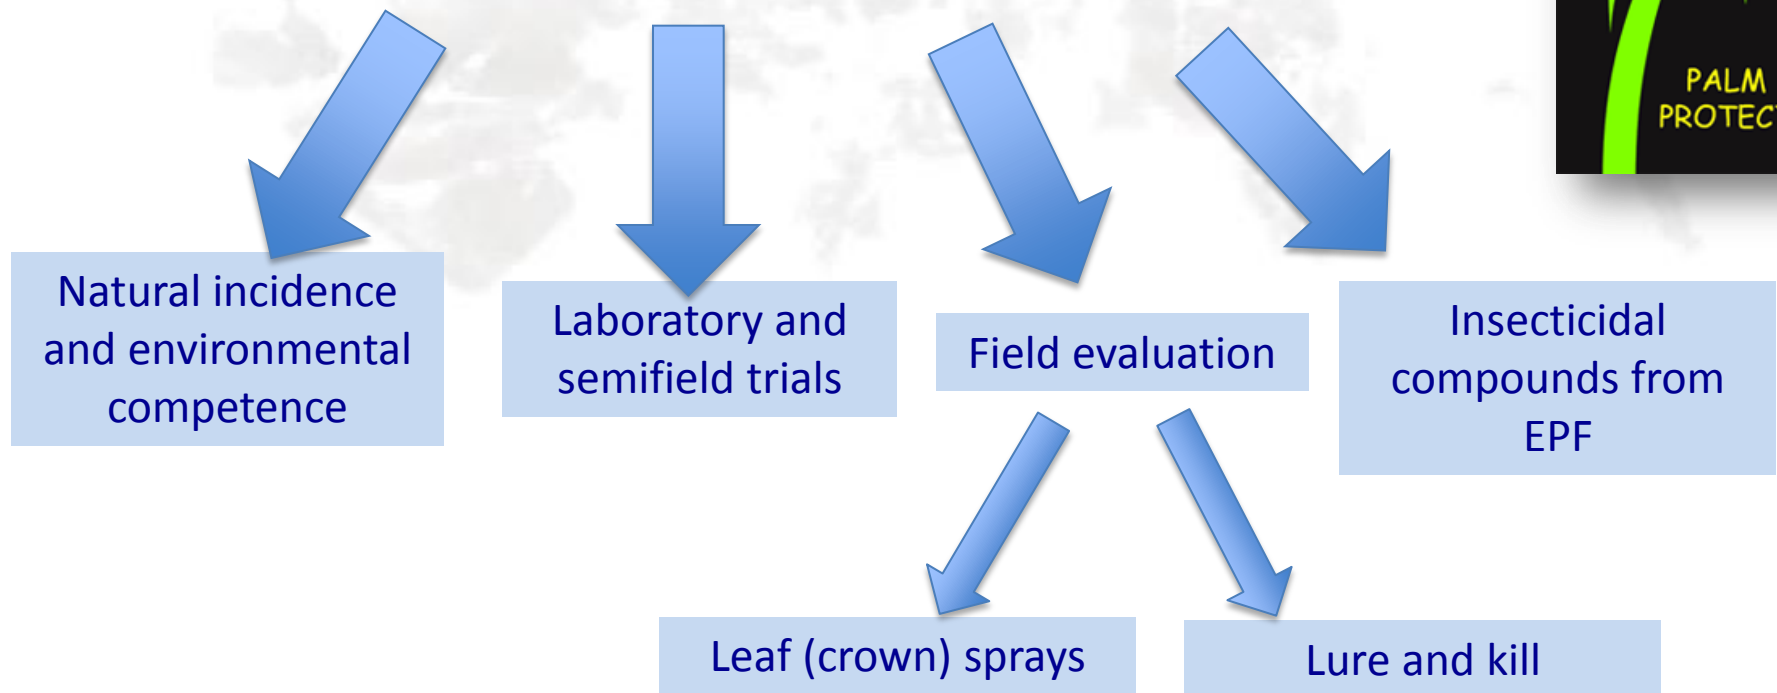 PALM
PROTECT
Natural incidence
and environmental
competence
Laboratory and
semifield trials
Field evaluation
Insecticidal
compounds from
EPF
Leaf (crown) sprays
Lure and kill